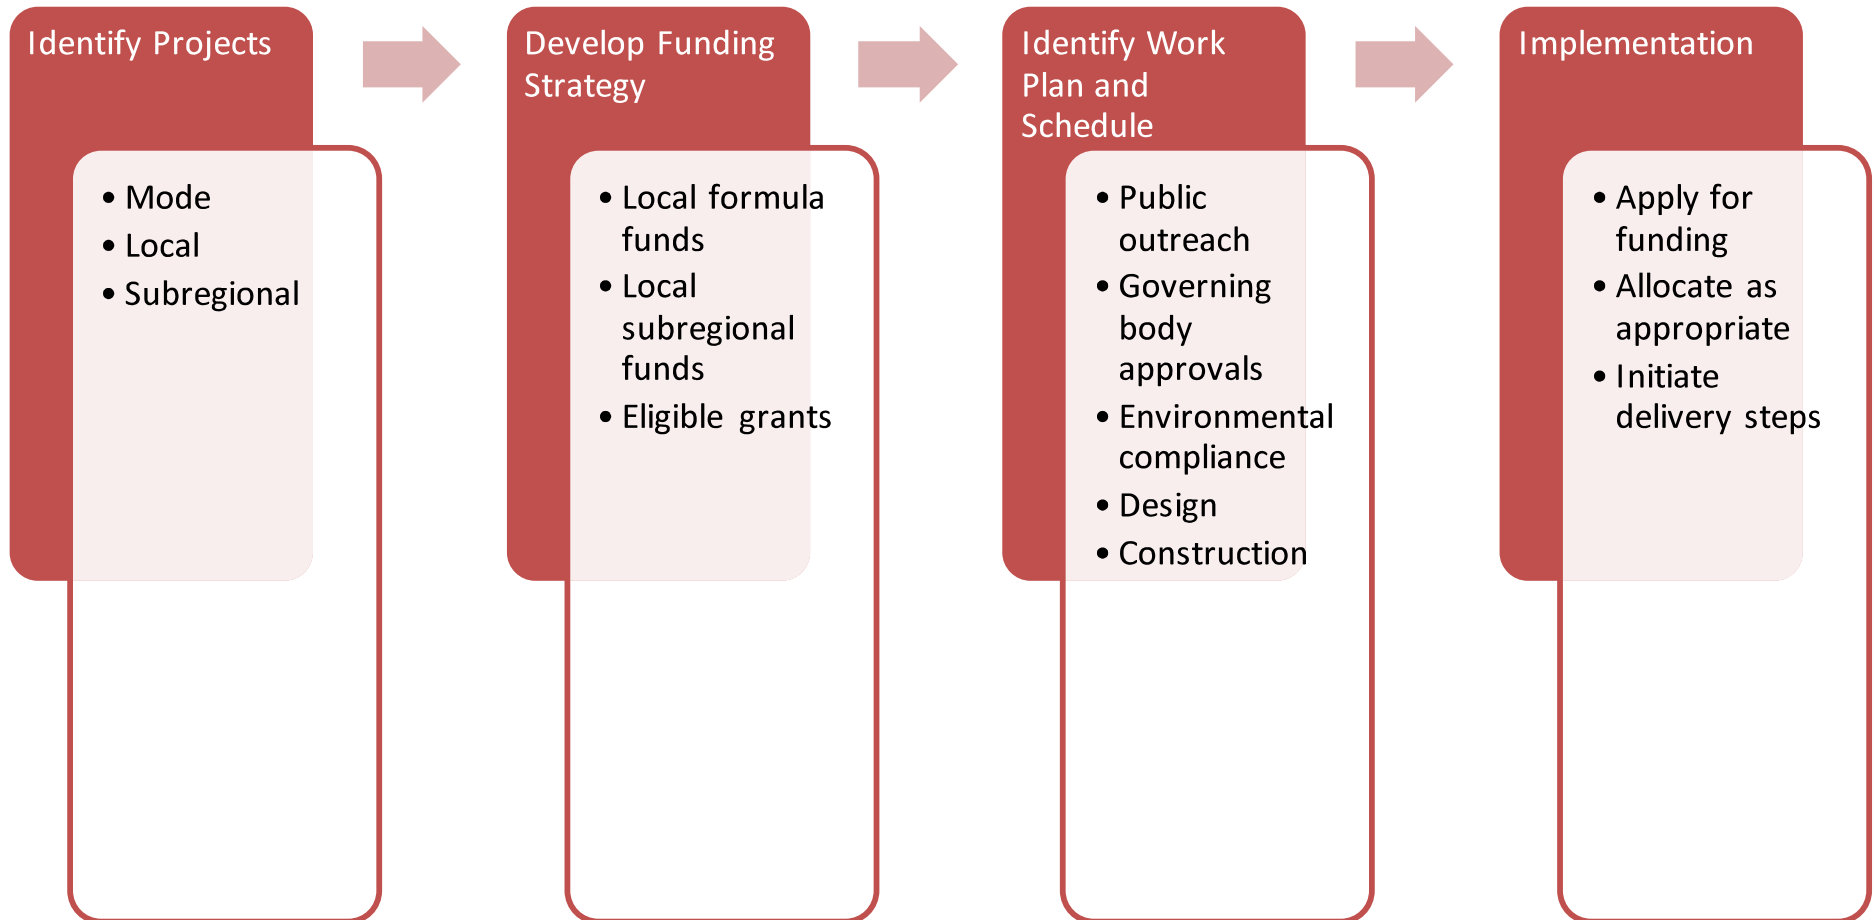 Identify Projects
• Mode
• Local
• Subregional
Develop Funding
Strategy
• Local formula
funds
• Local
subregional
funds
• Eligible grants
Identify Work
Plan and
Schedule
• Public
outreach
• Governing
body
approvals
• Environmental
compliance
• Design
• Construction
Implementation
• Apply for
funding
• Allocate as
appropriate
• Initiate
delivery steps